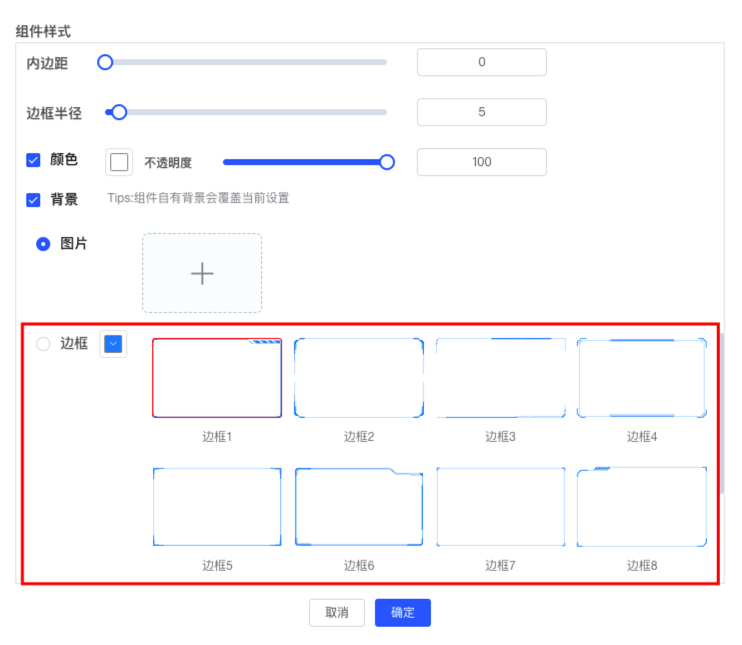 组件样式
内边距 0
边框半径 5
颜色 不透明度 100
背景 Tips:组件自有背景会覆盖当前设置
图片
边框
边框1 边框2 边框3 边框4
边框5 边框6 边框7 边框8
取消 确定